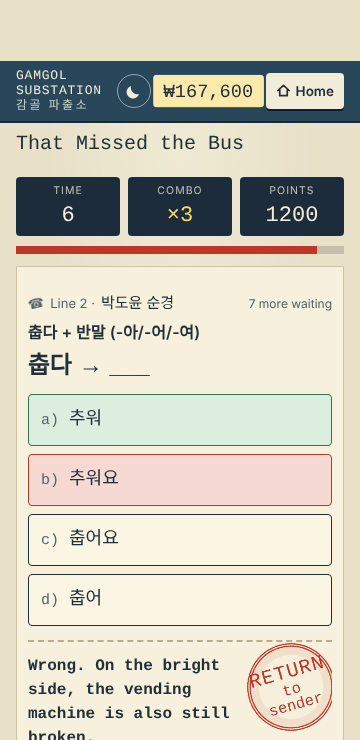 GAMGOL
SUBSTATION
감골 파출소
₩167,600
Home
That Missed the Bus
TIME
6
COMBO
×3
POINTS
1200
☎ Line 2 · 박도윤 순경
7 more waiting
춥다 + 반말 (-아/-어/-여)
춥다 → ___
a) 추워
b) 추워요
c) 춥어요
d) 춥어
Wrong. On the bright
side, the vending
machine is also still
broken.
RETURN
to
sender